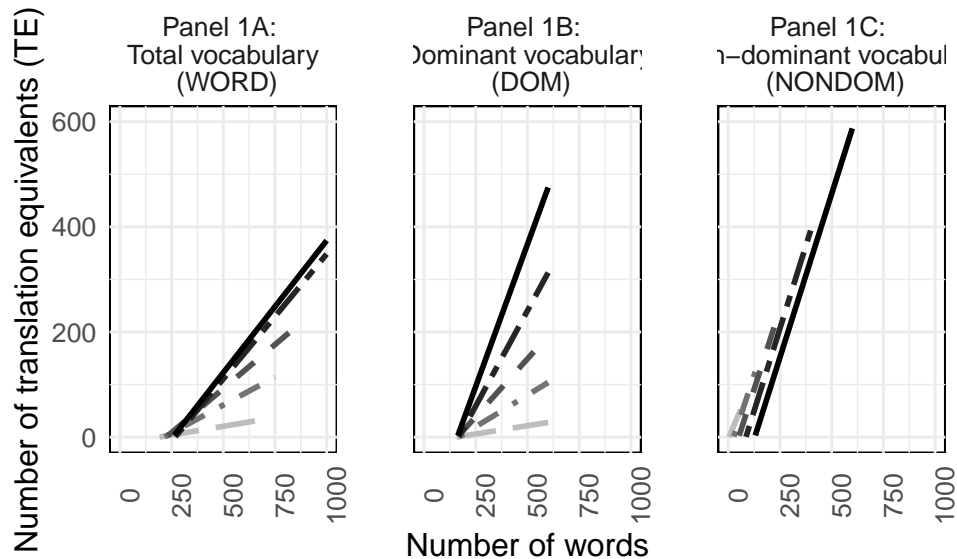 Panel 1A:
Total vocabulary
(WORD)
Panel 1B:
Dominant vocabulary
(DOM)
Panel 1C:
n−dominant vocabul
(NONDOM)
Number of translation equivalents (TE)
600
400
200
0
0 250 500 750 1000
0 250 500 750 1000
0 250 500 750 1000
Number of words